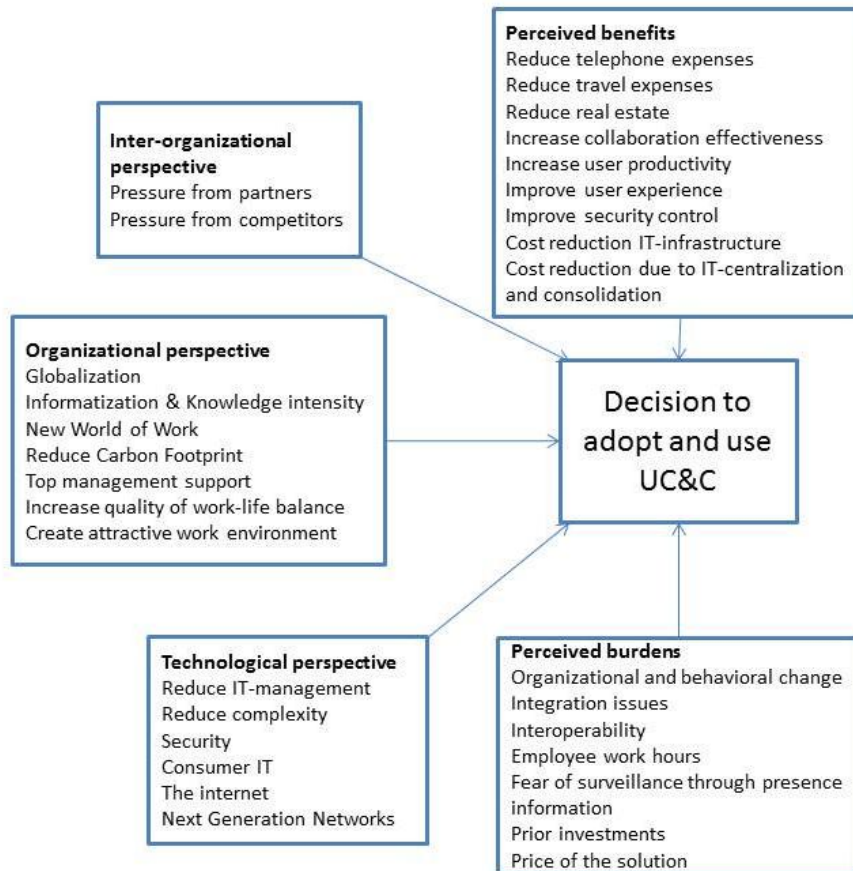 Perceived benefits
Reduce telephone expenses
Reduce travel expenses
Reduce real estate
Increase collaboration effectiveness
Increase user productivity
Improve user experience
Improve security control
Cost reduction IT-infrastructure
Cost reduction due to IT-centralization
and consolidation
Inter-organizational
perspective
Pressure from partners
Pressure from competitors
Organizational perspective
Globalization
Informatization & Knowledge intensity
New World of Work
Reduce Carbon Footprint
Top management support
Increase quality of work-life balance
Create attractive work environment
Decision to
adopt and use
UC&C
Technological perspective
Reduce IT-management
Reduce complexity
Security
Consumer IT
The internet
Next Generation Networks
Perceived burdens
Organizational and behavioral change
Integration issues
Interoperability
Employee work hours
Fear of surveillance through presence
information
Prior investments
Price of the solution